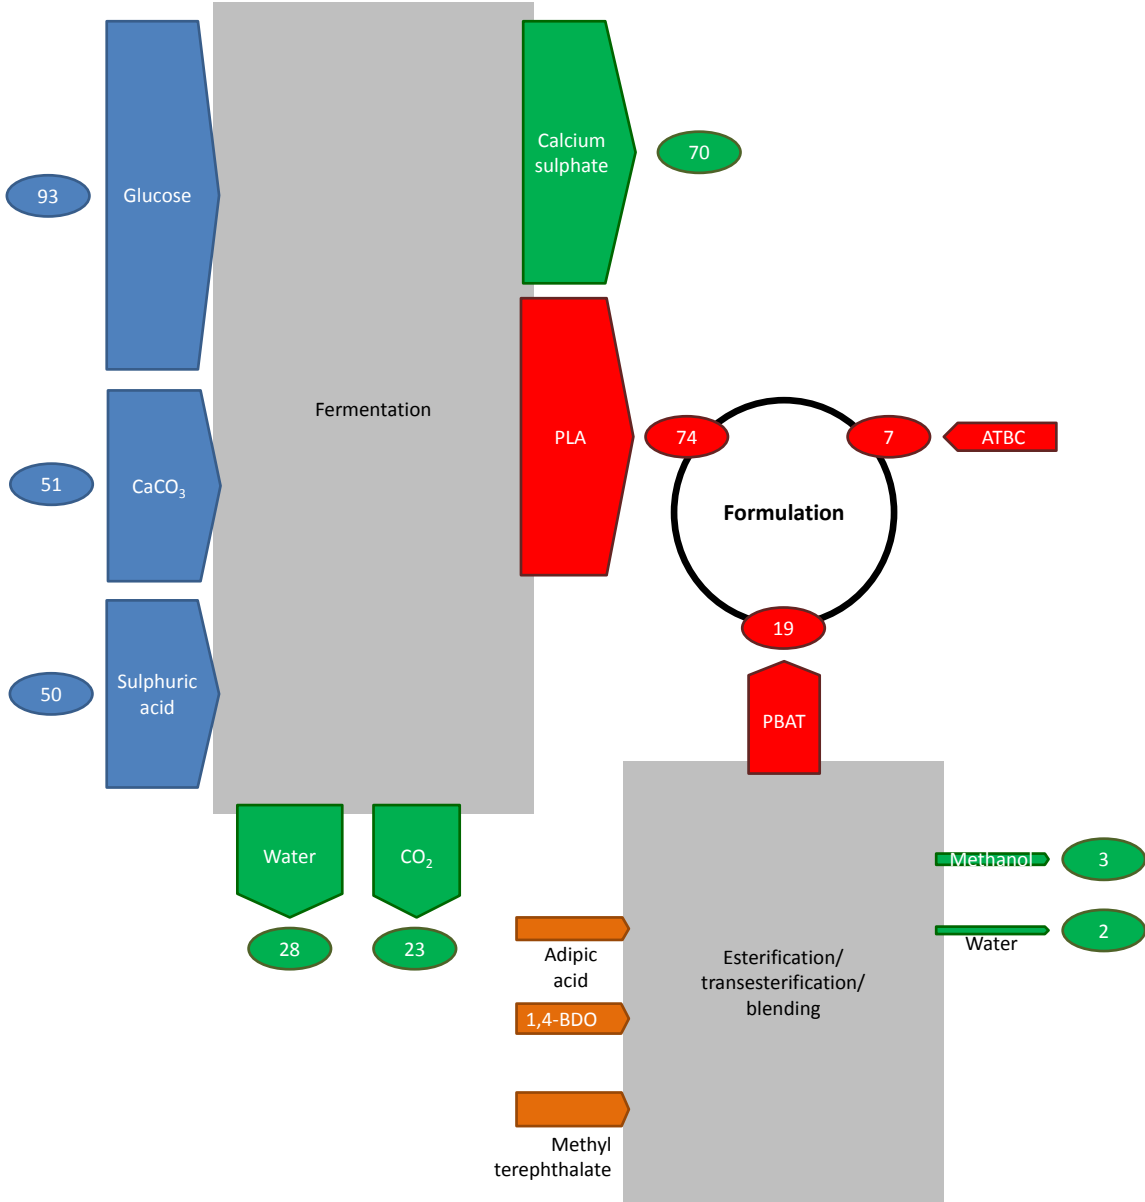 93
Glucose
51
CaCO₃
50
Sulphuric
acid
Fermentation
Calcium
sulphate
70
PLA
74
7
ATBC
Formulation
19
PBAT
Water
CO₂
28
23
Adipic
acid
1,4-BDO
Methyl
terephthalate
Esterification/
transesterification/
blending
Methanol
3
Water
2